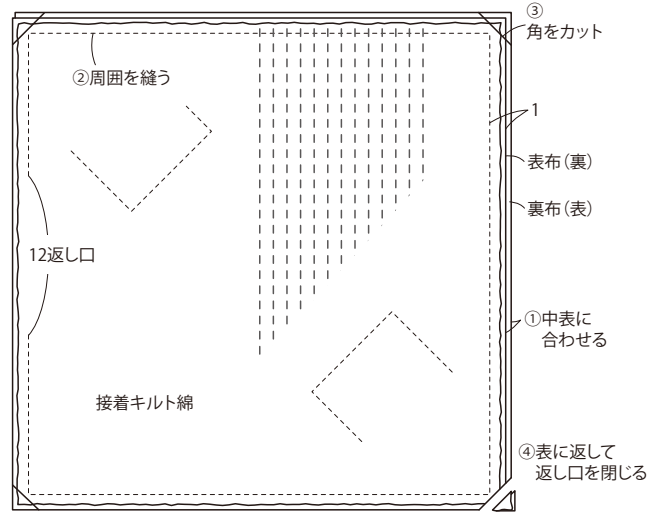 ③
角をカット
②周囲を縫う
1
表布(裏)
裏布(表)
12返し口
①中表に
合わせる
接着キルト綿
④表に返して
返し口を閉じる